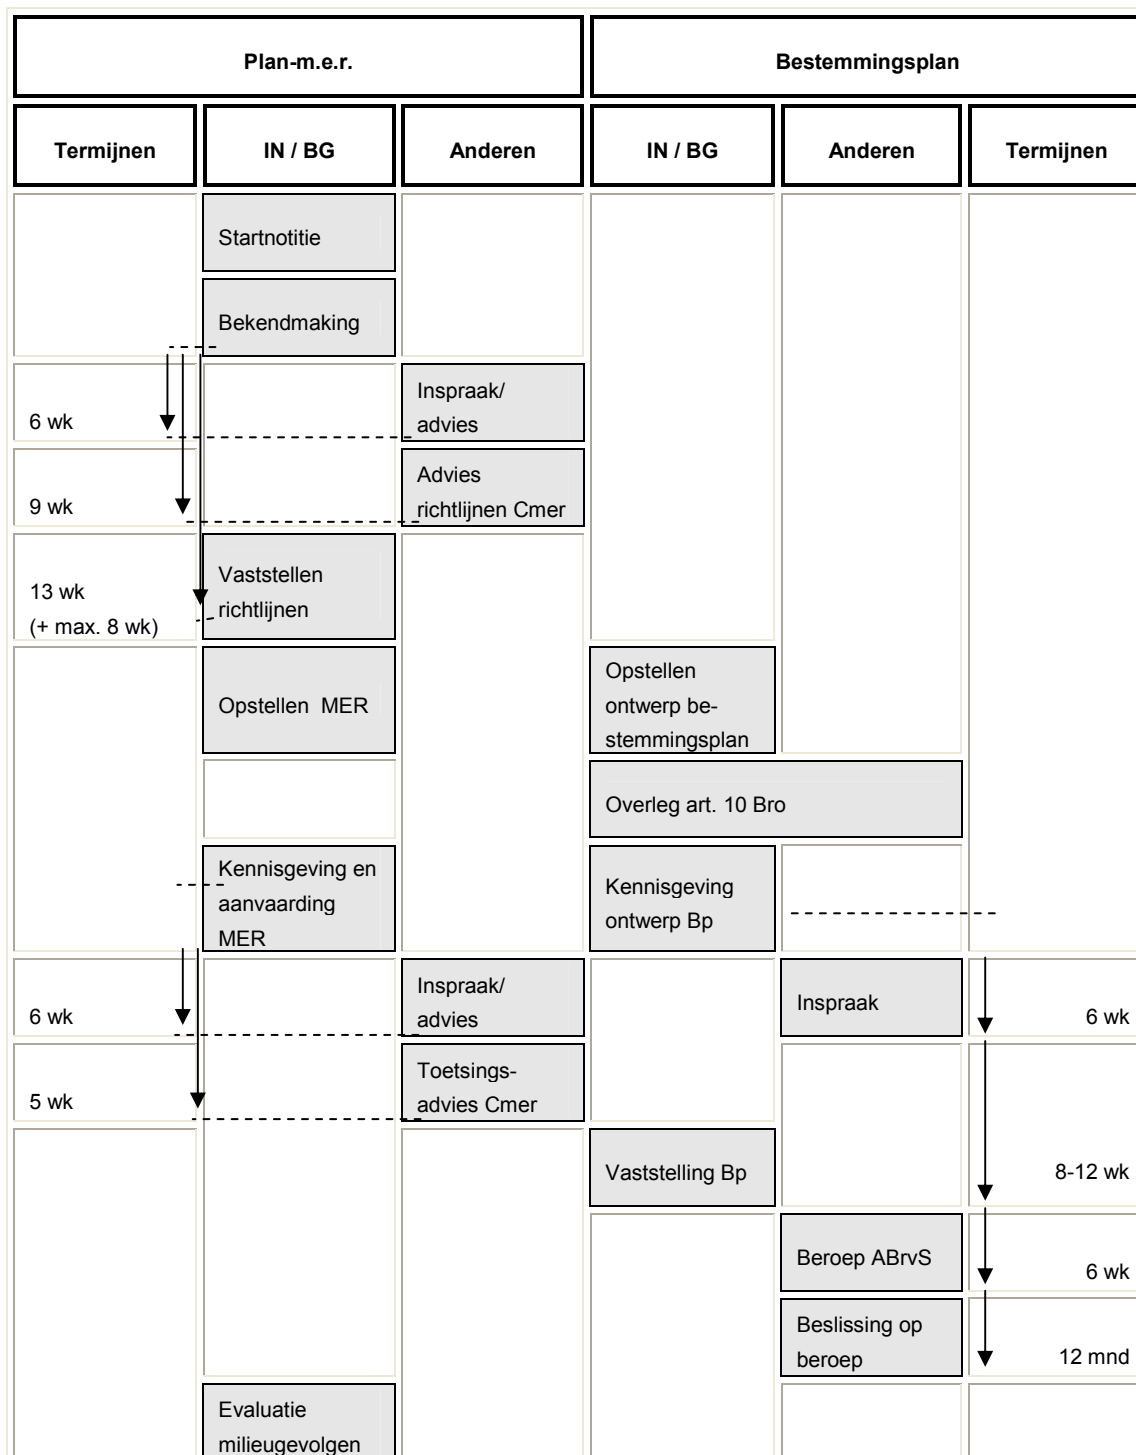 Plan-m.e.r.
Bestemmingsplan
Termijnen
IN / BG
Anderen
IN / BG
Anderen
Termijnen
Startnotitie
Bekendmaking
6 wk
Inspraak/
advies
9 wk
Advies
richtlijnen Cmer
13 wk
(+ max. 8 wk)
Vaststellen
richtlijnen
Opstellen MER
Opstellen
ontwerp be-
stemmingsplan
Overleg art. 10 Bro
Kennisgeving en
aanvaarding
MER
Kennisgeving
ontwerp Bp
6 wk
Inspraak/
advies
Inspraak
6 wk
5 wk
Toetsings-
advies Cmer
Vaststelling Bp
8-12 wk
Beroep ABrvS
6 wk
Beslissing op
beroep
12 mnd
Evaluatie
milieugevolgen